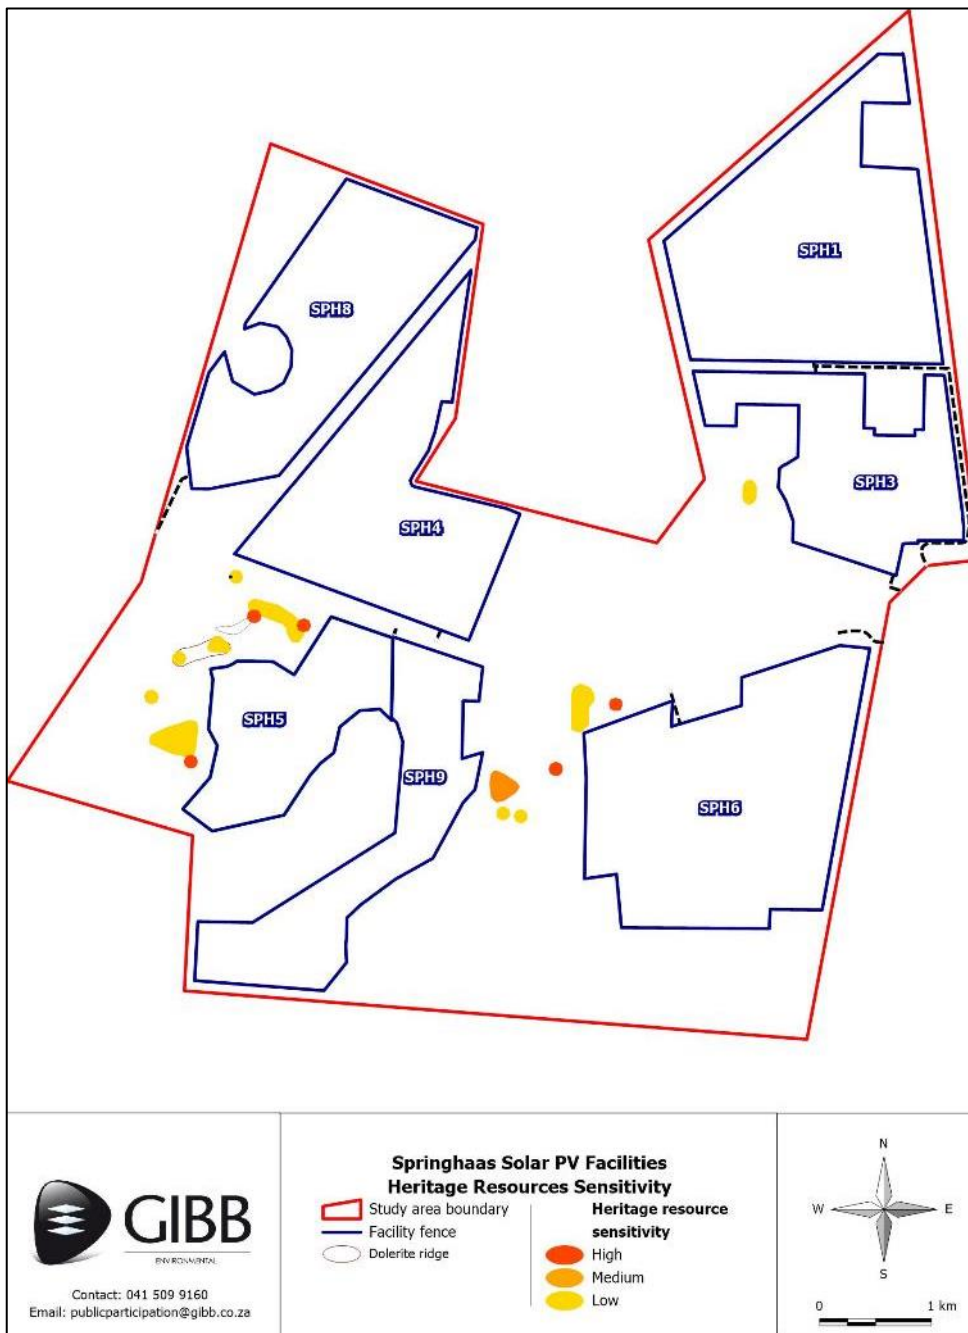 SPH1
SPH8
SPH3
SPH4
SPH5
SPH9
SPH6
GIBB
ENVIRONMENTAL
Contact: 041 509 9160
Email: publicparticipation@gibb.co.za
Springhaas Solar PV Facilities
Heritage Resources Sensitivity
Study area boundary
Facility fence
Dolerite ridge
Heritage resource
sensitivity
High
Medium
Low
N
W E
S
0 1 km